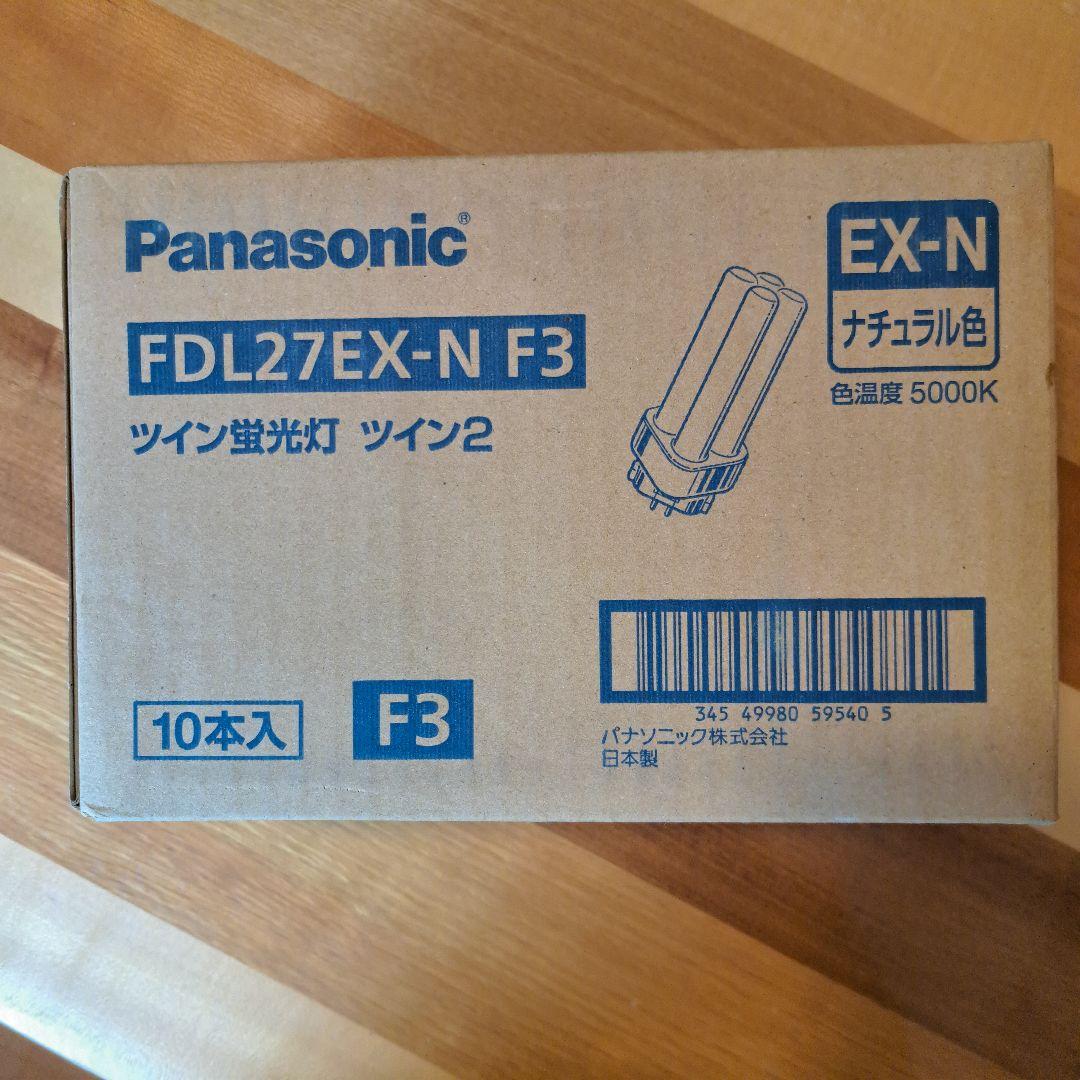 Panasonic®
EX-N
ナチュラル色
色温度 5000K
FDL27EX-N F3
ツイン蛍光灯 ツイン2
10本入
F3
345 49980 59540 5
パナソニック株式会社
日本製